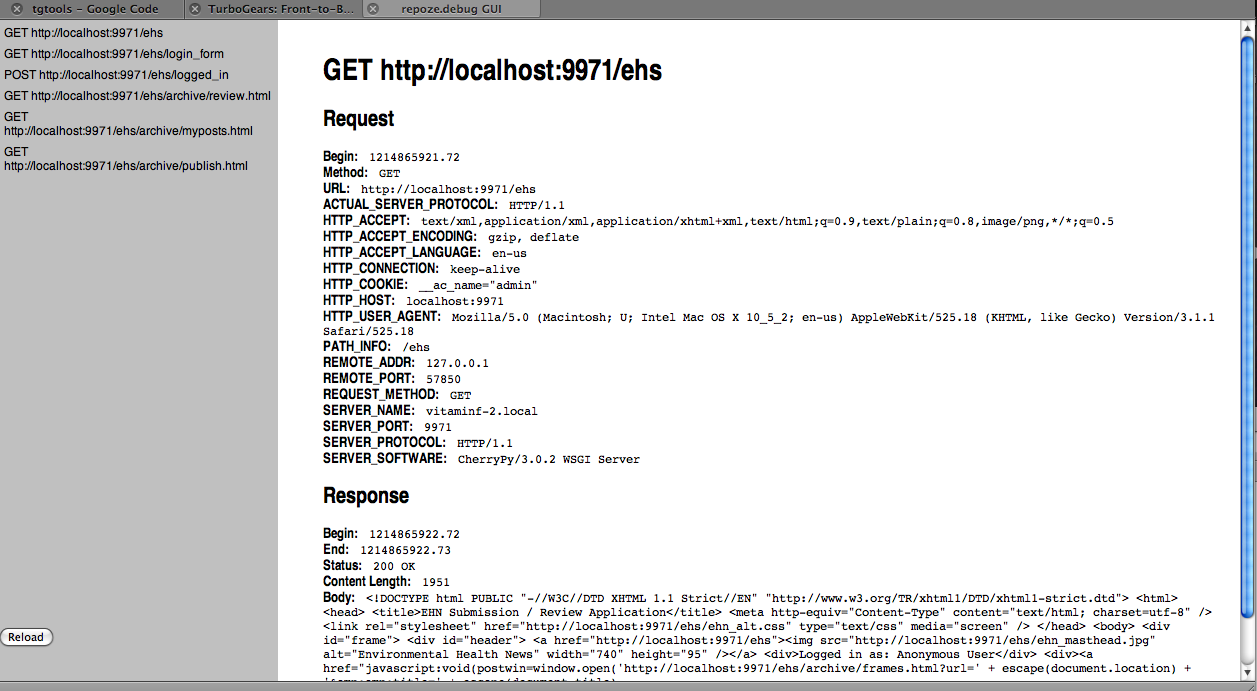 tgtools – Google Code
TurboGears: Front-to-B...
repoze.debug GUI
GET http://localhost:9971/ehs
GET http://localhost:9971/ehs/login_form
POST http://localhost:9971/ehs/logged_in
GET http://localhost:9971/ehs/archive/review.html
GET
http://localhost:9971/ehs/archive/myposts.html
GET
http://localhost:9971/ehs/archive/publish.html
Reload
GET http://localhost:9971/ehs
Request
Begin: 1214865921.72
Method: GET
URL: http://localhost:9971/ehs
ACTUAL_SERVER_PROTOCOL: HTTP/1.1
HTTP_ACCEPT: text/xml,application/xml,application/xhtml+xml,text/html;q=0.9,text/plain;q=0.8,image/png,*/*;q=0.5
HTTP_ACCEPT_ENCODING: gzip, deflate
HTTP_ACCEPT_LANGUAGE: en-us
HTTP_CONNECTION: keep-alive
HTTP_COOKIE: __ac_name="admin"
HTTP_HOST: localhost:9971
HTTP_USER_AGENT: Mozilla/5.0 (Macintosh; U; Intel Mac OS X 10_5_2; en-us) AppleWebKit/525.18 (KHTML, like Gecko) Version/3.1.1
Safari/525.18
PATH_INFO: /ehs
REMOTE_ADDR: 127.0.0.1
REMOTE_PORT: 57850
REQUEST_METHOD: GET
SERVER_NAME: vitaminf-2.local
SERVER_PORT: 9971
SERVER_PROTOCOL: HTTP/1.1
SERVER_SOFTWARE: CherryPy/3.0.2 WSGI Server
Response
Begin: 1214865922.72
End: 1214865922.73
Status: 200 OK
Content Length: 1951
Body: <!DOCTYPE html PUBLIC "-//W3C//DTD XHTML 1.1 Strict//EN" "http://www.w3.org/TR/xhtml1/DTD/xhtml1-strict.dtd"> <html>
<head> <title>EHN Submission / Review Application</title> <meta http-equiv="Content-Type" content="text/html; charset=utf-8" />
<link rel="stylesheet" href="http://localhost:9971/ehs/ehn_alt.css" type="text/css" media="screen" /> </head> <body> <div
id="frame"> <div id="header"> <a href="http://localhost:9971/ehs"><img src="http://localhost:9971/ehs/ehn_masthead.jpg"
alt="Environmental Health News" width="740" height="95" /></a> <div>Logged in as: Anonymous User</div> <div><a
href="javascript:void(postwin=window.open('http://localhost:9971/ehs/archive/frames.html?url=' + escape(document.location) +